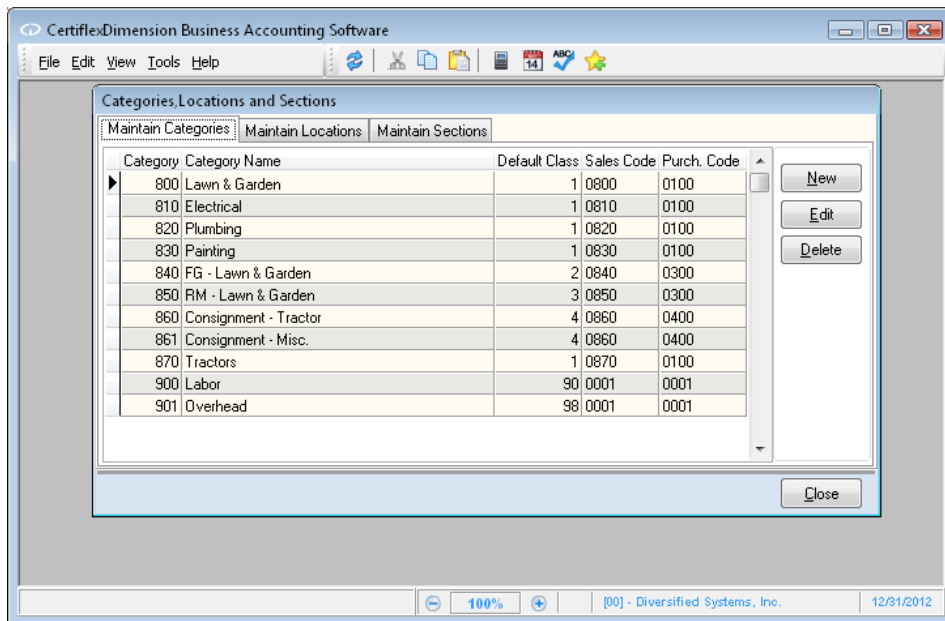 CertiflexDimension Business Accounting Software
File Edit View Tools Help
14 ABC
Categories,Locations and Sections
Maintain Categories Maintain Locations Maintain Sections
Category Category Name Default Class Sales Code Purch. Code
800 Lawn & Garden 1 0800 0100
810 Electrical 1 0810 0100
820 Plumbing 1 0820 0100
830 Painting 1 0830 0100
840 FG - Lawn & Garden 2 0840 0300
850 RM - Lawn & Garden 3 0850 0300
860 Consignment - Tractor 4 0860 0400
861 Consignment - Misc. 4 0860 0400
870 Tractors 1 0870 0100
900 Labor 90 0001 0001
901 Overhead 98 0001 0001
New
Edit
Delete
Close
100% [00] - Diversified Systems, Inc. 12/31/2012